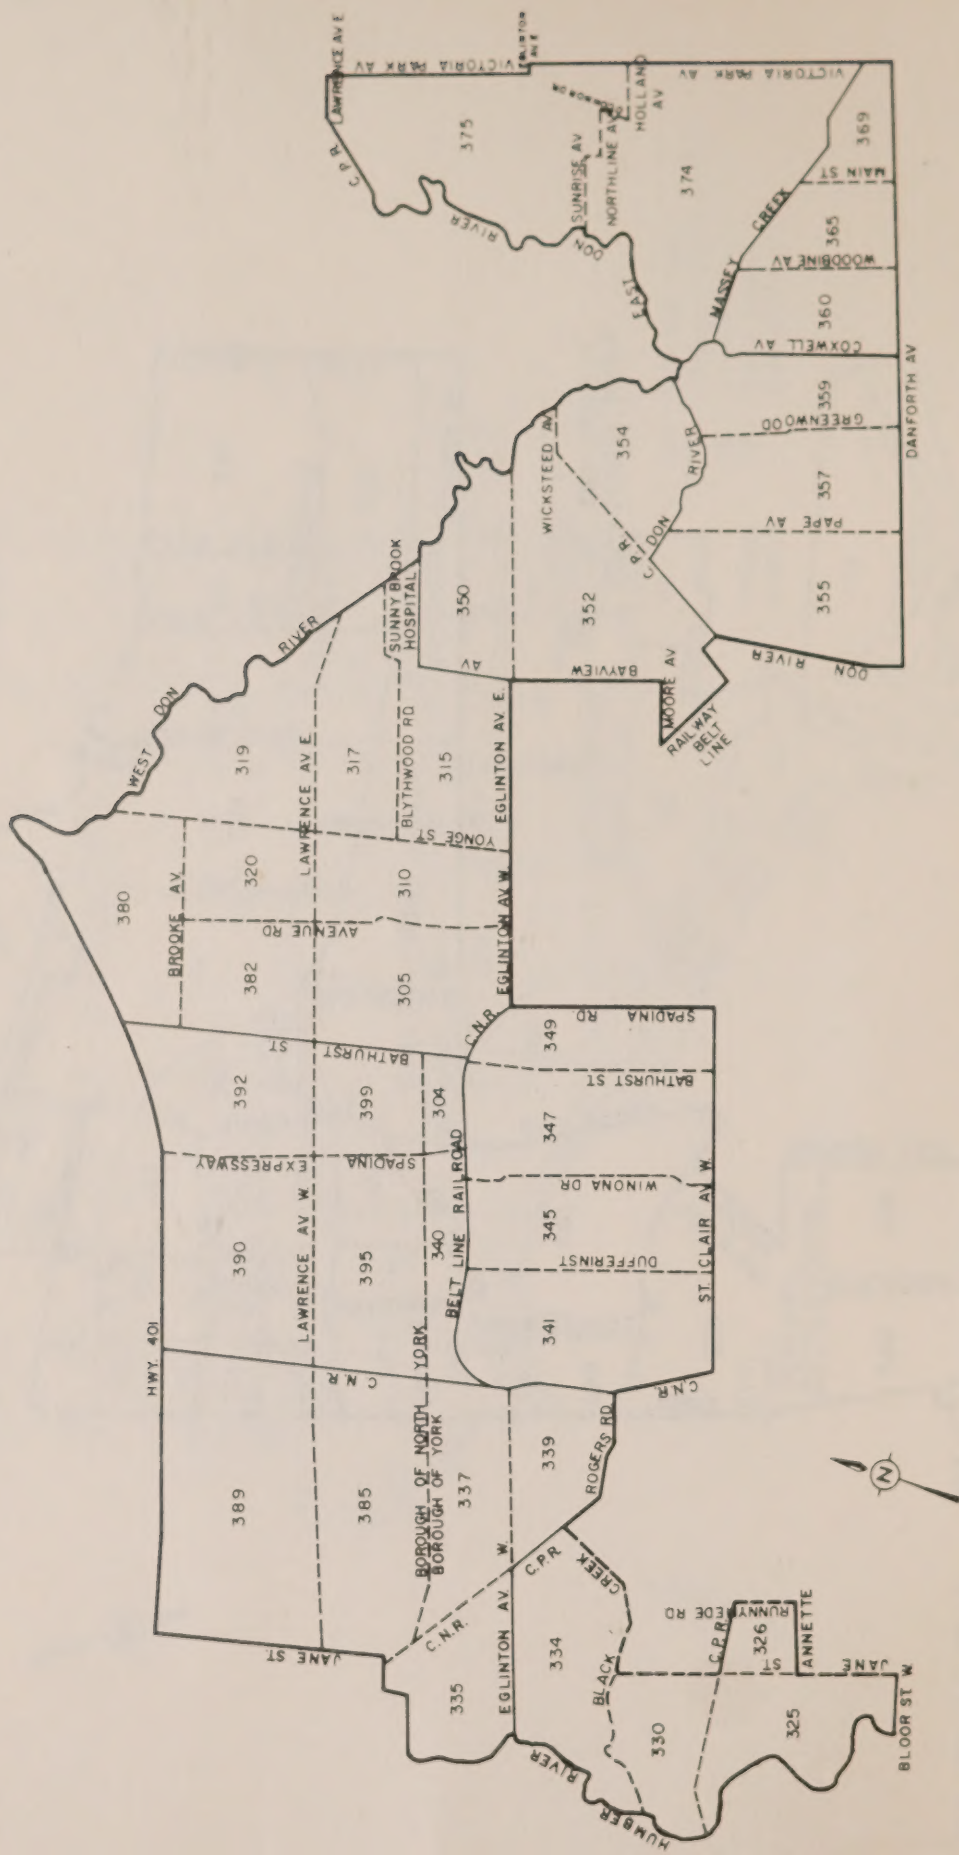 HWY. 401
JANE ST.
389
390
392
380
WEST DON RIVER
C. N. R.
LAWRENCE AV. W.
SPADINA EXPRESSWAY
BATHURST ST
BROOKE AV.
382
320
319
AVENUE RD
LAWRENCE AV E.
385
395
399
305
310
317
BLYTHWOOD RD
SUNNYBROOK
HOSPITAL
BOROUGH OF NORTH YORK
BOROUGH OF YORK
335
C. N. R.
337
340
304
315
YONGE ST.
BAYVIEW AV
350
BELT LINE RAILROAD
C.N.R.
EGLINTON AV. W.
EGLINTON AV. W.
EGLINTON AV. E.
334
C.P.R.
339
341
345
347
349
DUFFERIN ST
WINONA DR
BATHURST ST.
SPADINA RD.
ROGERS RD.
C.N.R.
ST. CLAIR AV. W.
HUMBER RIVER
BLACK CREEK
330
C.P.R.
326
RUNNYMEDE RD
325
JANE ST
ANNETTE
BLOOR ST. W.
MOORE AV
RAILWAY
BELT
LINE
352
WICKSTEED AV.
354
C P R
DON RIVER
DON RIVER
355
PAPE AV
357
GREENWOOD
359
COXWELL AV
360
WOODBINE AV
365
MAIN ST
369
DANFORTH AV
MASSEY CREEK
EAST DON RIVER
374
375
SUNRISE AV
NORTHLINE AV
HOLLAND
AV
C P R
LAWRENCE AV E
VICTORIA PARK AV
EGLINTON
AV E
VICTORIA PARK AV
N